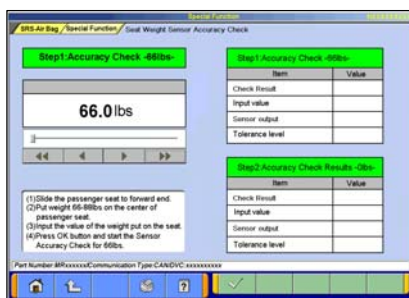 Special Function
SRS-Air Bag
Special Function
Seat Weight Sensor Accuracy Check
Step1:Accuracy Check -66lbs-
66.0 lbs
(1)Slide the passenger seat to forward end.
(2)Put weight 66-88lbs on the center of
passenger seat.
(3)Input the value of the weight put on the seat.
(4)Press OK button and start the Sensor
Accuracy Check for 66lbs.
Step1:Accuracy Check -66lbs-
Item Value
Check Result
Input value
Sensor output
Tolerance level
Step2:Accuracy Check Results -0lbs-
Item Value
Check Result
Input value
Sensor output
Tolerance level
Part Number:MRxxxxxx/Communication Type:CAN/DVC:xxxxxxxxxx